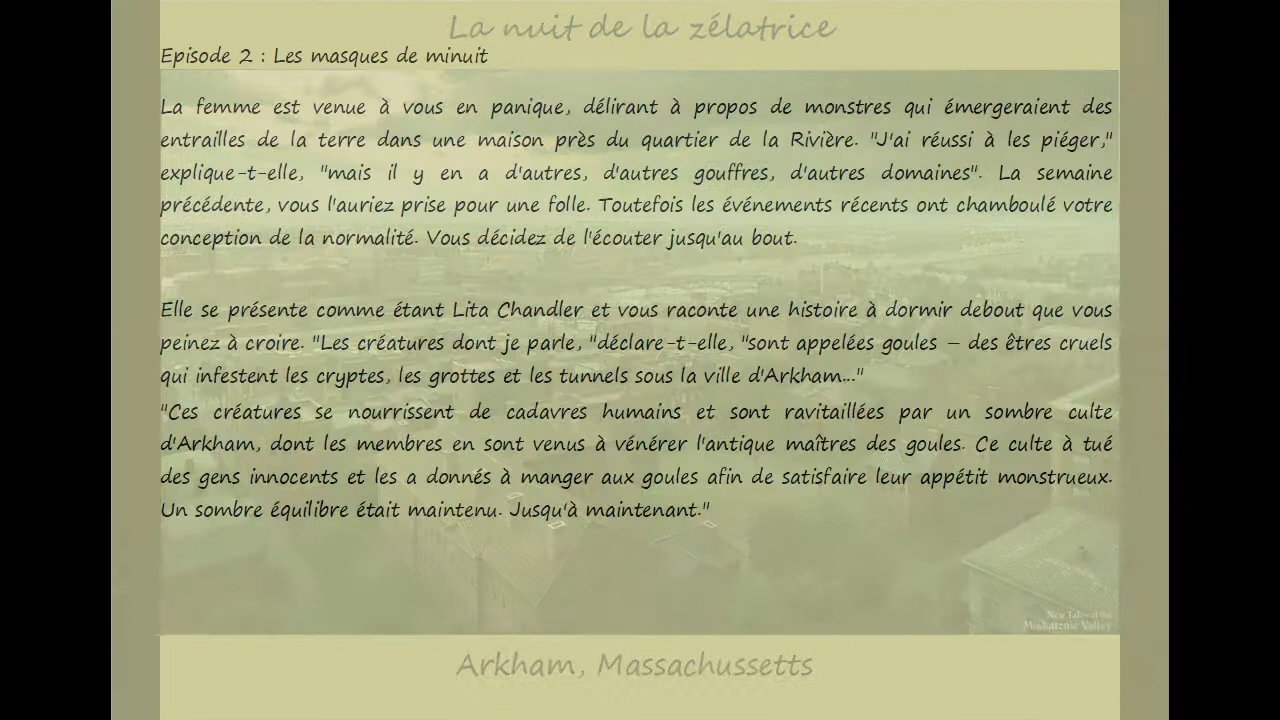 La nuit de la zélatrice
Episode 2 : Les masques de minuit
La femme est venue à vous en panique, délirant à propos de monstres qui émergeraient des
entrailles de la terre dans une maison près du quartier de la Rivière. "J'ai réussi à les piéger,"
explique-t-elle, "mais il y en a d'autres, d'autres gouffres, d'autres domaines". La semaine
précédente, vous l'auriez prise pour une folle. Toutefois les événements récents ont chamboulé votre
conception de la normalité. Vous décidez de l'écouter jusqu'au bout.
Elle se présente comme étant Lita Chandler et vous raconte une histoire à dormir debout que vous
peinez à croire. "Les créatures dont je parle, "déclare-t-elle, "sont appelées goules – des êtres cruels
qui infestent les cryptes, les grottes et les tunnels sous la ville d'Arkham..."
"Ces créatures se nourrissent de cadavres humains et sont ravitaillées par un sombre culte
d'Arkham, dont les membres en sont venus à vénérer l'antique maîtres des goules. Ce culte à tué
des gens innocents et les a donnés à manger aux goules afin de satisfaire leur appétit monstrueux.
Un sombre équilibre était maintenu. Jusqu'à maintenant."
New Tales of the
Miskatonic Valley
Arkham, Massachussetts